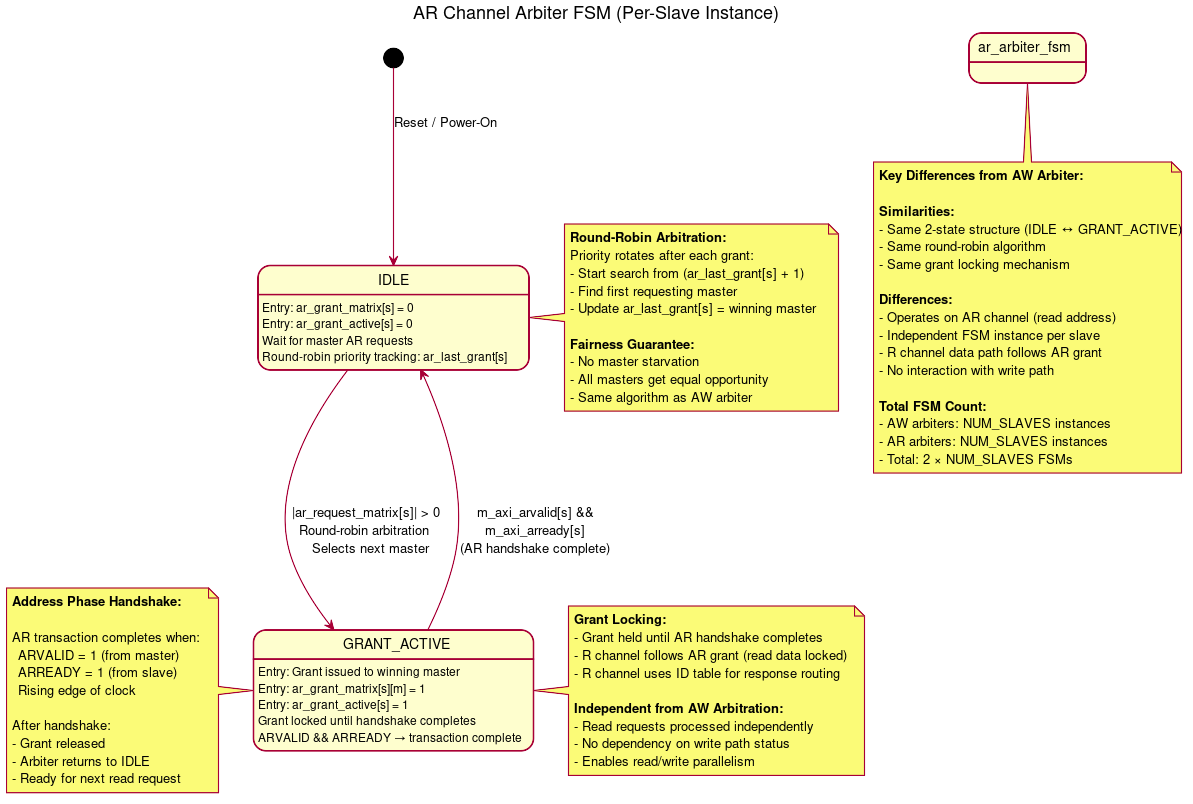 AR Channel Arbiter FSM (Per-Slave Instance)
ar_arbiter_fsm
Reset / Power-On
Key Differences from AW Arbiter:
Similarities:
- Same 2-state structure (IDLE ↔ GRANT_ACTIVE)
- Same round-robin algorithm
- Same grant locking mechanism
Differences:
- Operates on AR channel (read address)
- Independent FSM instance per slave
- R channel data path follows AR grant
- No interaction with write path
Total FSM Count:
- AW arbiters: NUM_SLAVES instances
- AR arbiters: NUM_SLAVES instances
- Total: 2 × NUM_SLAVES FSMs
Round-Robin Arbitration:
Priority rotates after each grant:
- Start search from (ar_last_grant[s] + 1)
- Find first requesting master
- Update ar_last_grant[s] = winning master
Fairness Guarantee:
- No master starvation
- All masters get equal opportunity
- Same algorithm as AW arbiter
IDLE
Entry: ar_grant_matrix[s] = 0
Entry: ar_grant_active[s] = 0
Wait for master AR requests
Round-robin priority tracking: ar_last_grant[s]
|ar_request_matrix[s]| > 0
Round-robin arbitration
Selects next master
m_axi_arvalid[s] &&
m_axi_arready[s]
(AR handshake complete)
Address Phase Handshake:
AR transaction completes when:
ARVALID = 1 (from master)
ARREADY = 1 (from slave)
Rising edge of clock
After handshake:
- Grant released
- Arbiter returns to IDLE
- Ready for next read request
GRANT_ACTIVE
Entry: Grant issued to winning master
Entry: ar_grant_matrix[s][m] = 1
Entry: ar_grant_active[s] = 1
Grant locked until handshake completes
ARVALID && ARREADY → transaction complete
Grant Locking:
- Grant held until AR handshake completes
- R channel follows AR grant (read data locked)
- R channel uses ID table for response routing
Independent from AW Arbitration:
- Read requests processed independently
- No dependency on write path status
- Enables read/write parallelism